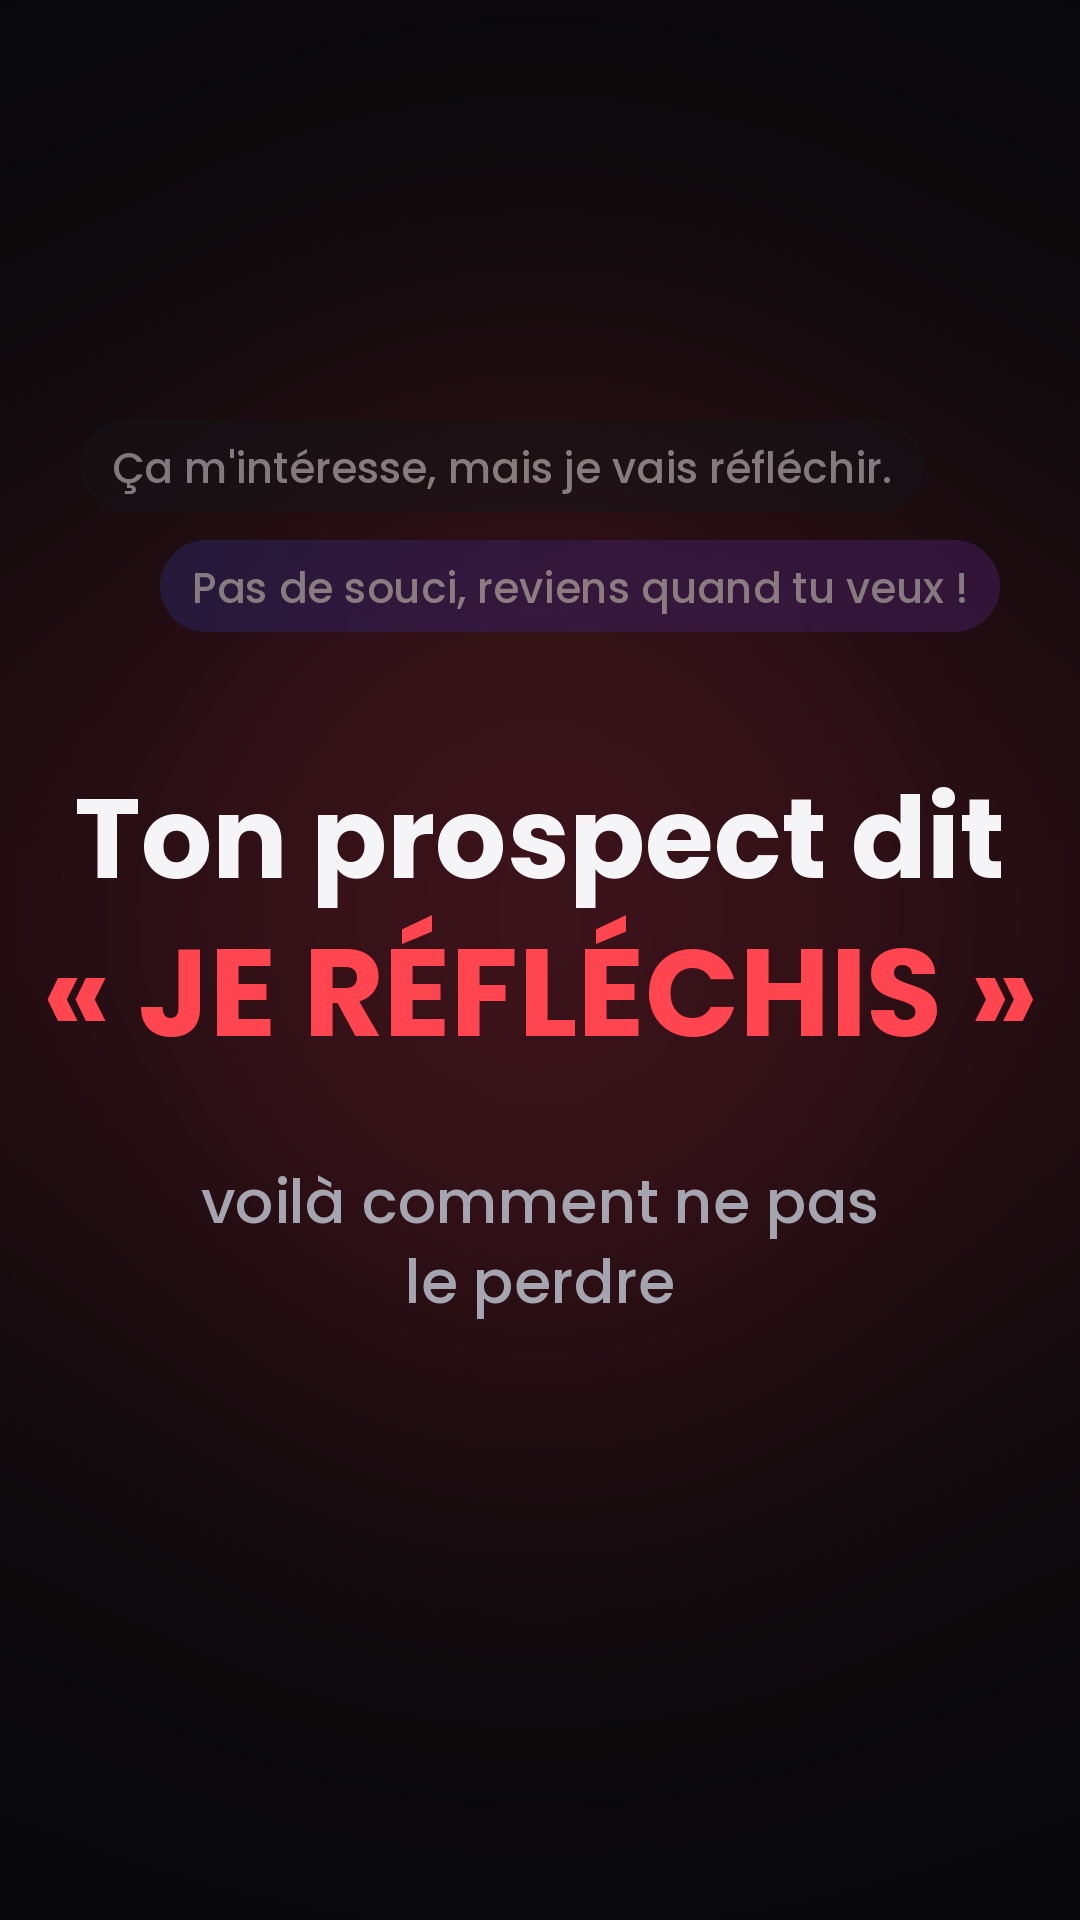 Ça m'intéresse, mais je vais réfléchir.
Pas de souci, reviens quand tu veux !
Ton prospect dit
« JE RÉFLÉCHIS »
voilà comment ne pas
le perdre